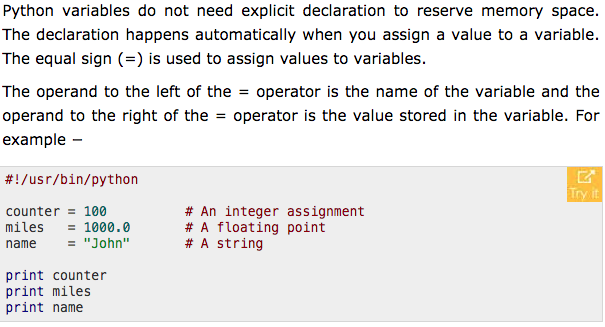 Python variables do not need explicit declaration to reserve memory space.
The declaration happens automatically when you assign a value to a variable.
The equal sign (=) is used to assign values to variables.
The operand to the left of the = operator is the name of the variable and the
operand to the right of the = operator is the value stored in the variable. For
example −
#!/usr/bin/python
Try it
counter = 100          # An integer assignment
miles   = 1000.0       # A floating point
name    = "John"       # A string
print counter
print miles
print name